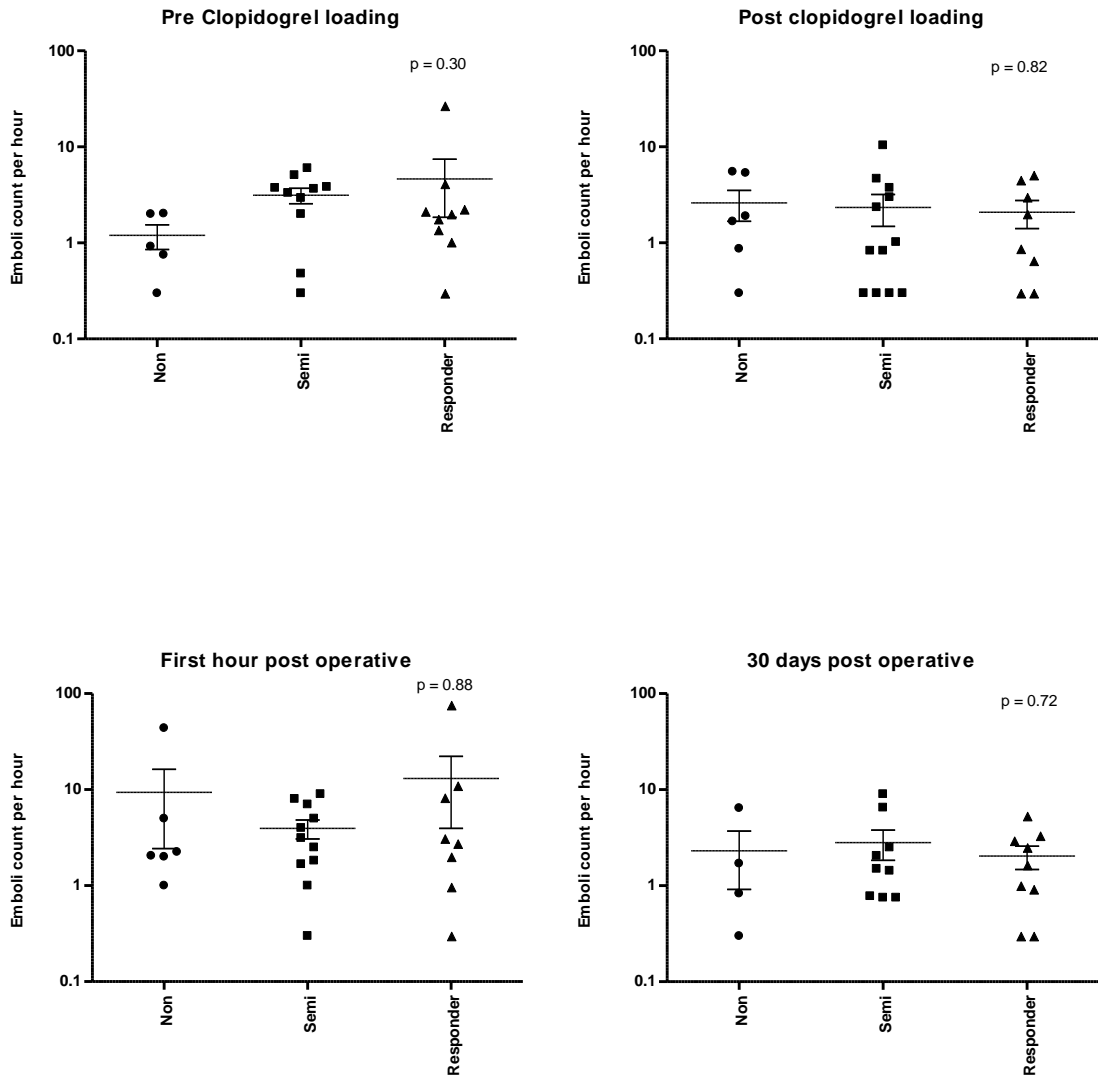 Pre Clopidogrel loading
p = 0.30
Emboli count per hour
100
10
1
0.1
Non
Semi
Responder
Post clopidogrel loading
p = 0.82
Emboli count per hour
100
10
1
0.1
Non
Semi
Responder
First hour post operative
p = 0.88
Emboli count per hour
100
10
1
0.1
Non
Semi
Responder
30 days post operative
p = 0.72
Emboli count per hour
100
10
1
0.1
Non
Semi
Responder